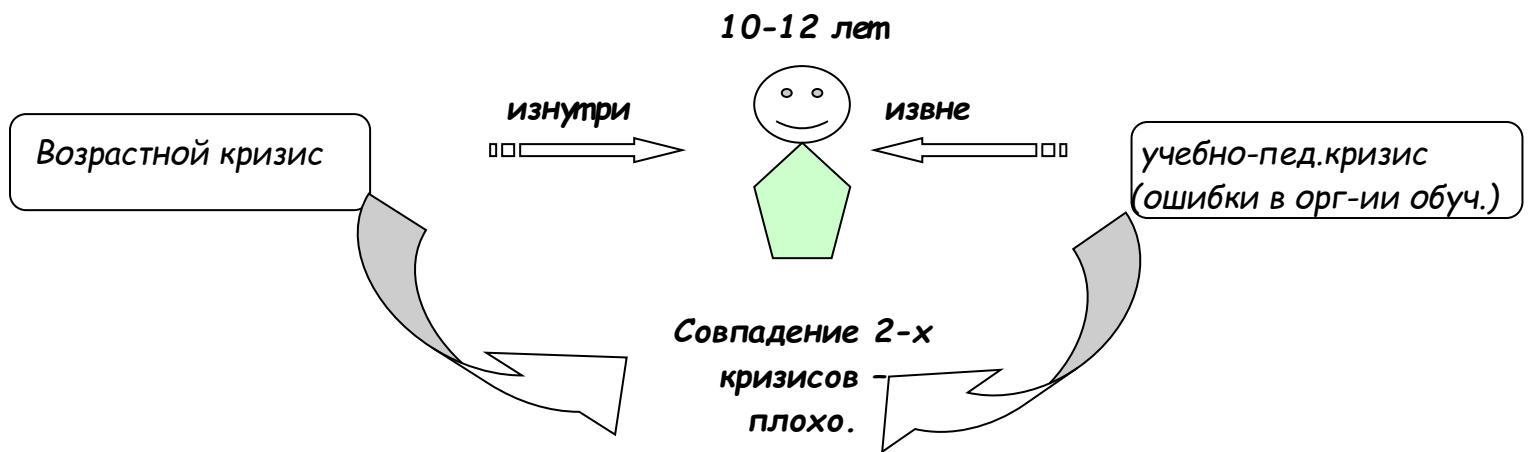 10-12 лет
изнутри
извне
Возрастной кризис
учебно-пед.кризис
(ошибки в орг-ии обуч.)
Совпадение 2-х
кризисов –
плохо.